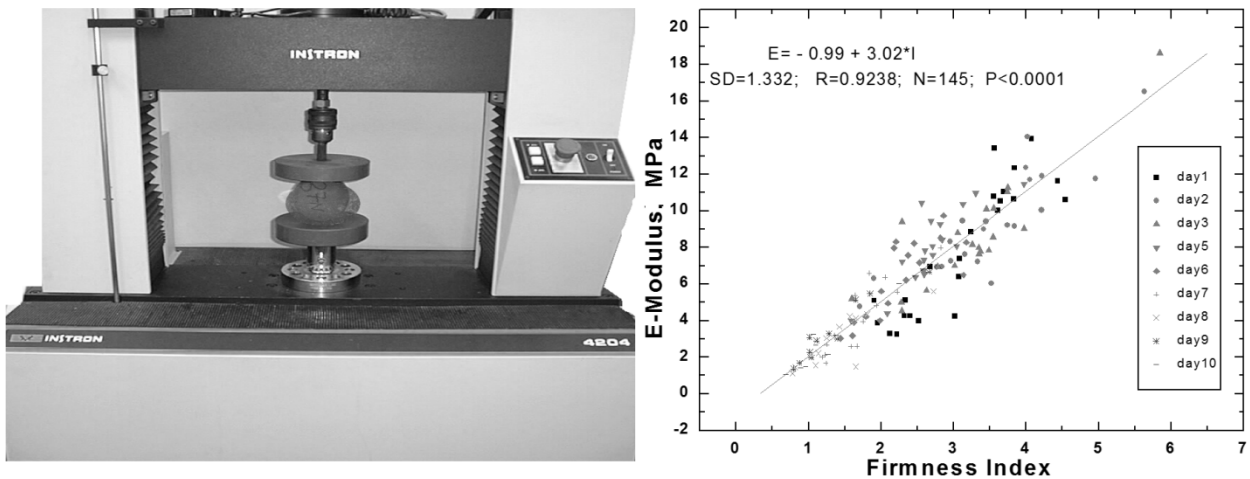 INSTRON
INSTRON
4204
E= - 0.99 + 3.02*I
SD=1.332; R=0.9238; N=145; P<0.0001
E-Modulus, MPa
20
18
16
14
12
10
8
6
4
2
0
-2
0
1
2
3
4
5
6
7
Firmness Index
day1
day2
day3
day5
day6
day7
day8
day9
day10